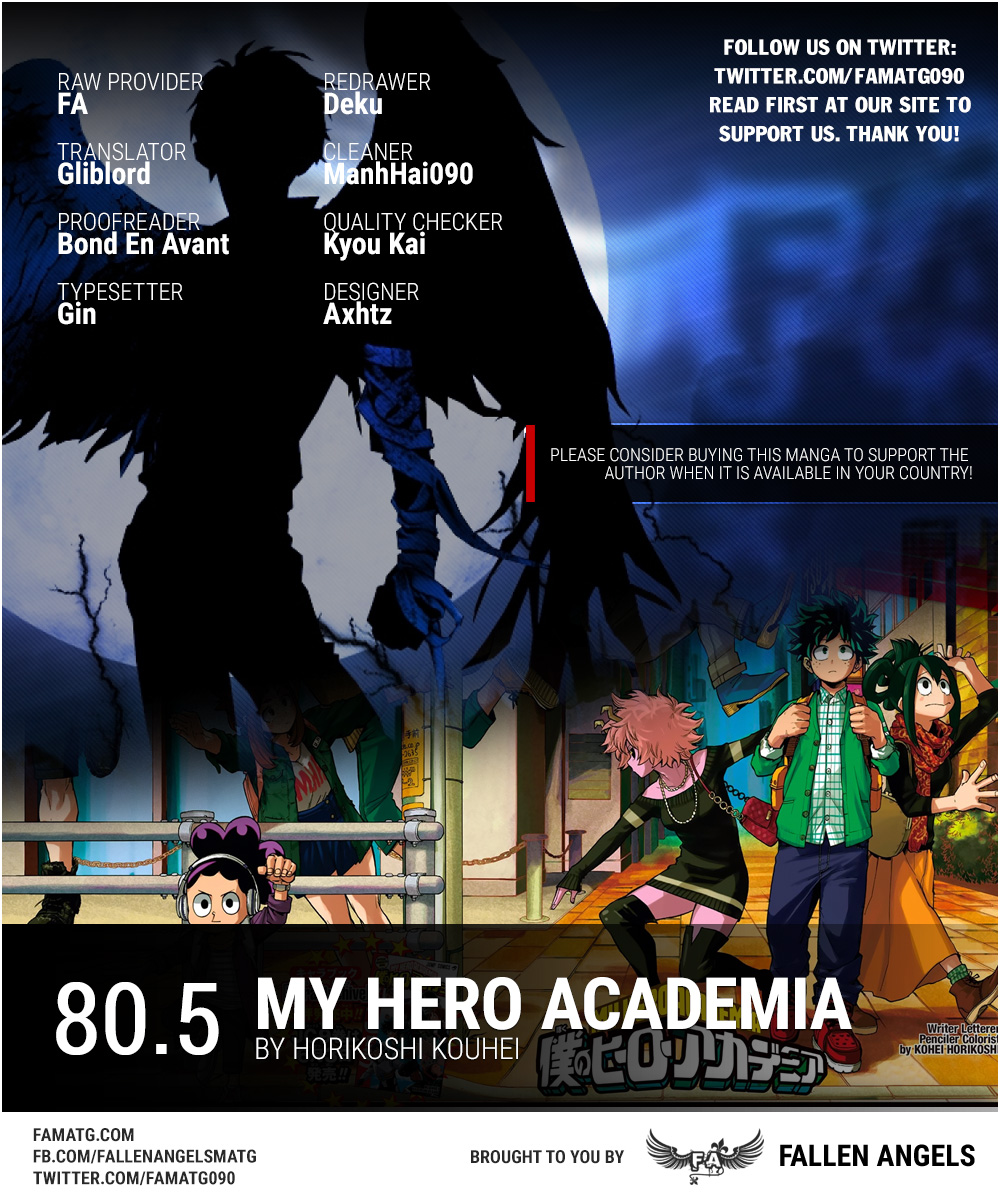 RAW PROVIDER
FA
TRANSLATOR
Gliblord
PROOFREADER
Bond En Avant
TYPESETTER
Gin
REDRAWER
Deku
CLEANER
ManhHai090
QUALITY CHECKER
Kyou Kai
DESIGNER
Axhtz
FOLLOW US ON TWITTER:
TWITTER.COM/FAMATG090
READ FIRST AT OUR SITE TO
SUPPORT US. THANK YOU!
PLEASE CONSIDER BUYING THIS MANGA TO SUPPORT THE
AUTHOR WHEN IT IS AVAILABLE IN YOUR COUNTRY!
80.5
MY HERO ACADEMIA
BY HORIKOSHI KOUHEI
僕のヒーローアカデミア
Writer Letterer
Penciler Colorist
by KOHEI HORIKOSHI
FAMATG.COM
FB.COM/FALLENANGELSMATG
TWITTER.COM/FAMATG090
BROUGHT TO YOU BY
FA
FALLEN ANGELS